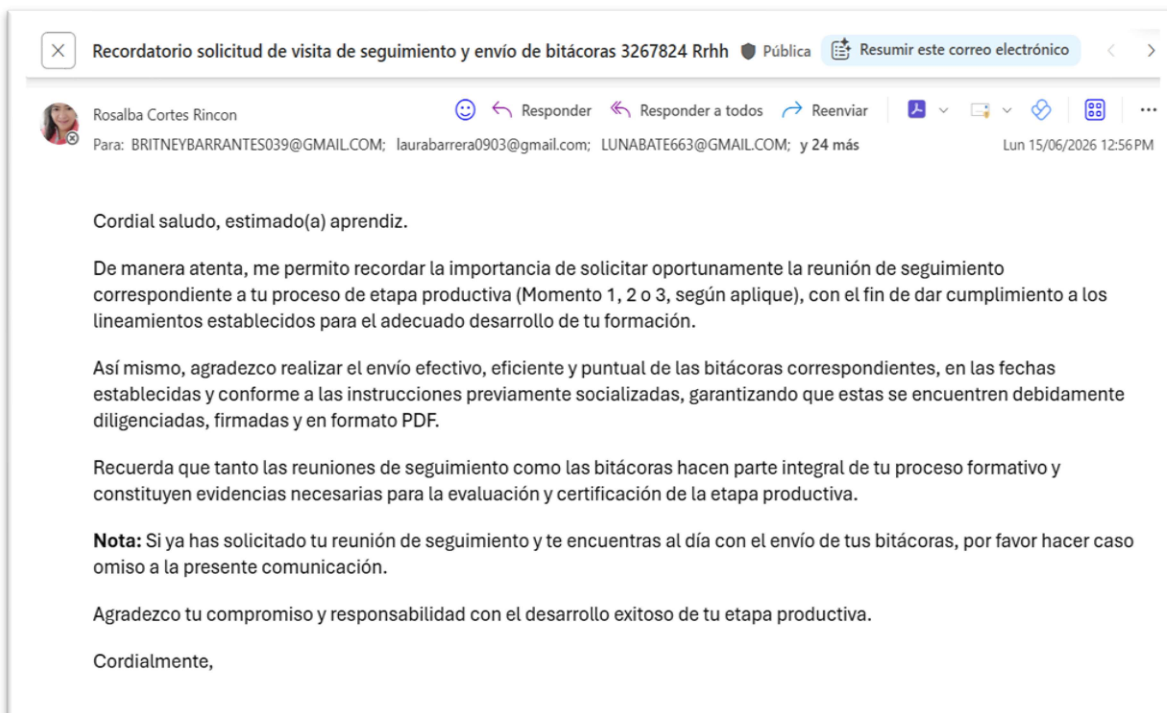 Recordatorio solicitud de visita de seguimiento y envío de bitácoras 3267824 Rrhh Pública Resumir este correo electrónico
Rosalba Cortes Rincon Responder Responder a todos Reenviar
Para: BRITNEYBARRANTES039@GMAIL.COM; laurabarrera0903@gmail.com; LUNABATE663@GMAIL.COM; y 24 más Lun 15/06/2026 12:56 PM
Cordial saludo, estimado(a) aprendiz.
De manera atenta, me permito recordar la importancia de solicitar oportunamente la reunión de seguimiento
correspondiente a tu proceso de etapa productiva (Momento 1, 2 o 3, según aplique), con el fin de dar cumplimiento a los
lineamientos establecidos para el adecuado desarrollo de tu formación.
Así mismo, agradezco realizar el envío efectivo, eficiente y puntual de las bitácoras correspondientes, en las fechas
establecidas y conforme a las instrucciones previamente socializadas, garantizando que estas se encuentren debidamente
diligenciadas, firmadas y en formato PDF.
Recuerda que tanto las reuniones de seguimiento como las bitácoras hacen parte integral de tu proceso formativo y
constituyen evidencias necesarias para la evaluación y certificación de la etapa productiva.
Nota: Si ya has solicitado tu reunión de seguimiento y te encuentras al día con el envío de tus bitácoras, por favor hacer caso
omiso a la presente comunicación.
Agradezco tu compromiso y responsabilidad con el desarrollo exitoso de tu etapa productiva.
Cordialmente,